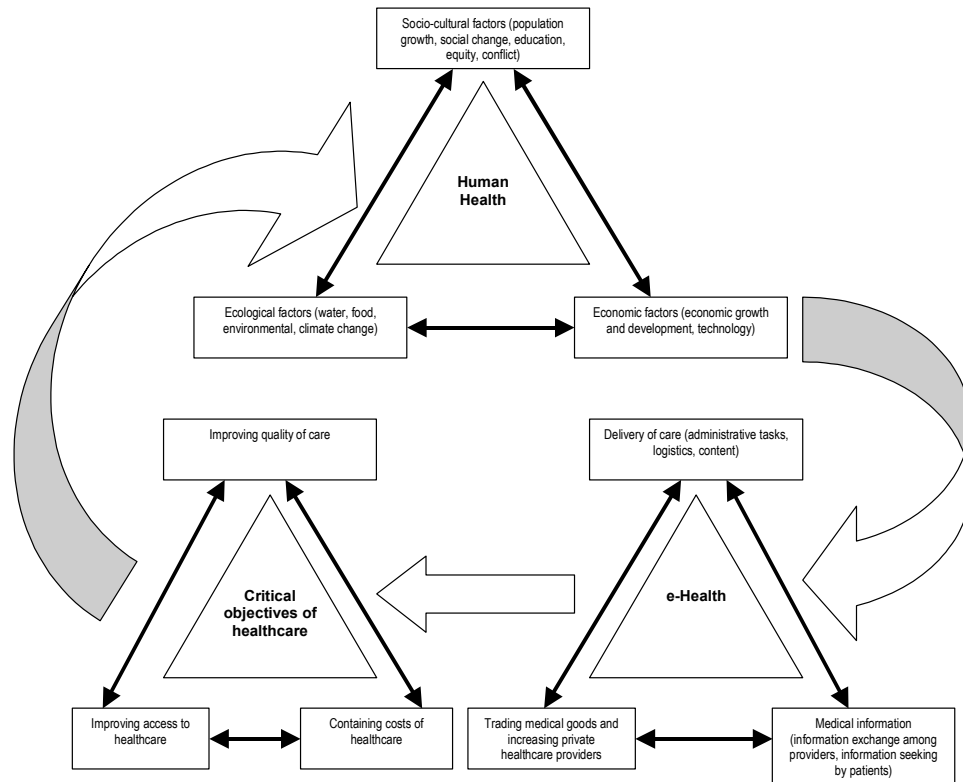 Socio-cultural factors (population
growth, social change, education,
equity, conflict)
Human
Health
Ecological factors (water, food,
environmental, climate change)
Economic factors (economic growth
and development, technology)
Improving quality of care
Delivery of care (administrative tasks,
logistics, content)
Critical
objectives of
healthcare
e-Health
Improving access to
healthcare
Containing costs of
healthcare
Trading medical goods and
increasing private
healthcare providers
Medical information
(information exchange among
providers, information seeking
by patients)